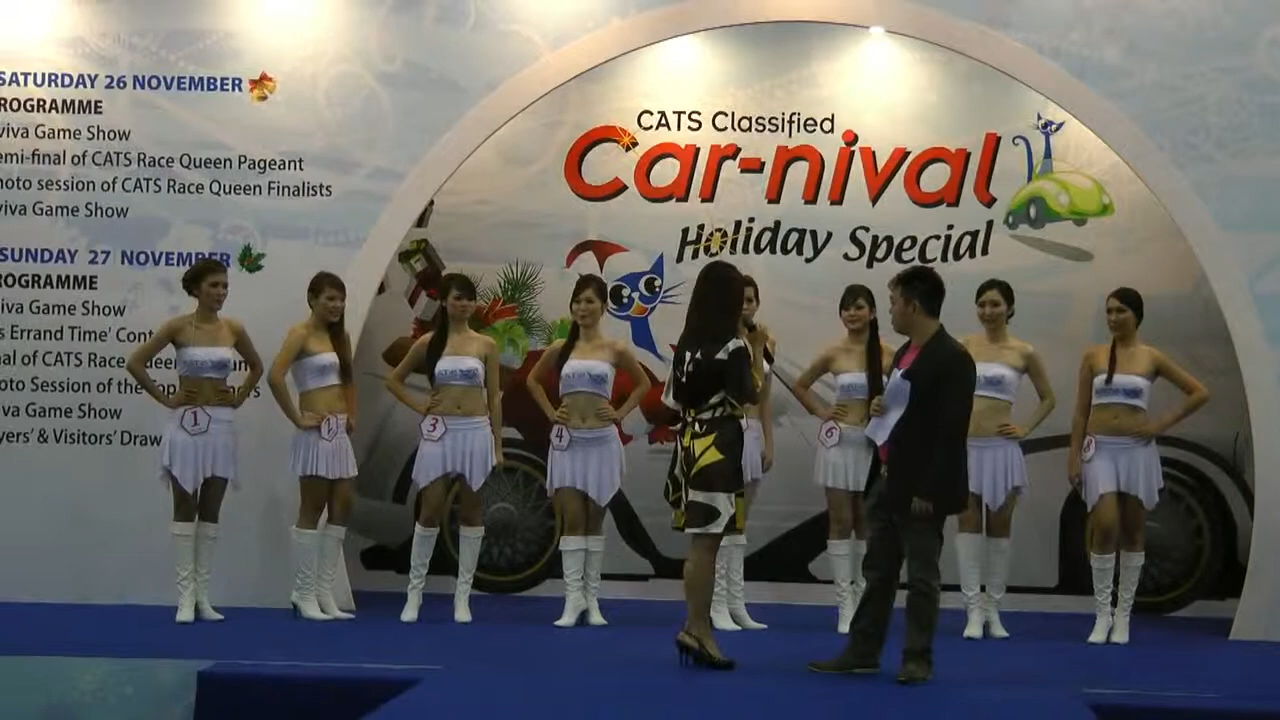 SATURDAY 26 NOVEMBER
ROGRAMME
viva Game Show
emi-final of CATS Race Queen Pageant
hoto session of CATS Race Queen Finalists
viva Game Show
SUNDAY 27 NOVEMBER
ROGRAMME
iva Game Show
s Errand Time' Cont
nal of CATS Race
oto Session of the
va Game Show
yers' & Visitors' Draw
CATS Classified
Car-nival
Holiday Special
1
2
3
4
6
8